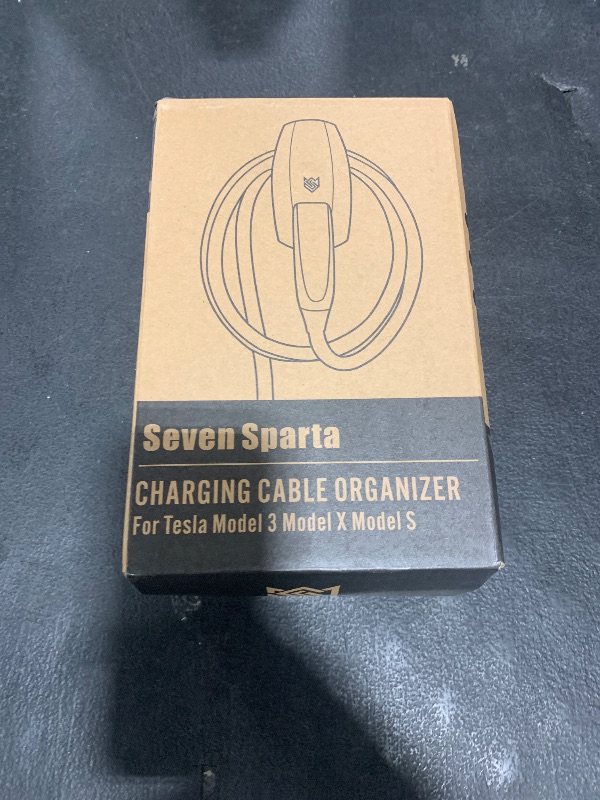 Seven Sparta
CHARGING CABLE ORGANIZER
For Tesla Model 3 Model X Model S